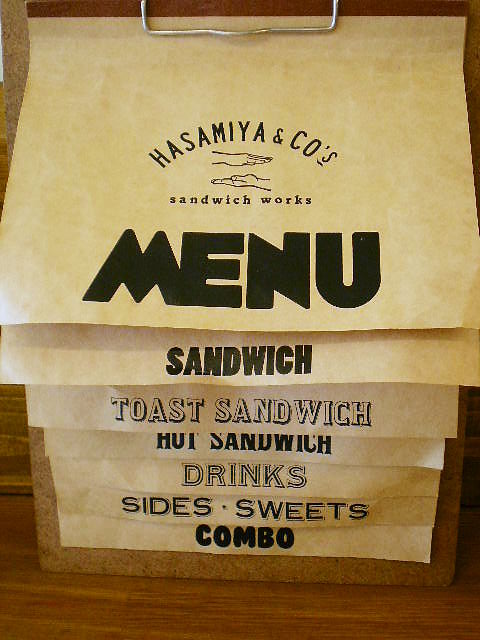 HASAMIYA & CO's
sandwich works
MENU
SANDWICH
TOAST SANDWICH
HOT SANDWICH
DRINKS
SIDES · SWEETS
COMBO